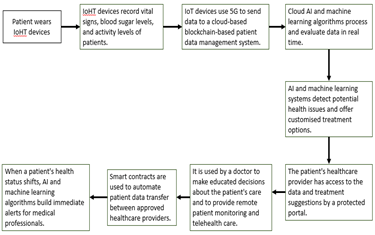 Patient wears
IoHT devices
IoHT devices record vital
signs, blood sugar levels,
and activity levels of
patients.
IoT devices use 5G to send
data to a cloud-based
blockchain-based patient
data management system.
Cloud AI and machine
learning algorithms process
and evaluate data in real
time.
AI and machine learning
systems detect potential
health issues and offer
customised treatment
options.
The patient's healthcare
provider has access to the
data and treatment
suggestions by a protected
portal.
It is used by a doctor to
make educated decisions
about the patient's care
and to provide remote
patient monitoring and
telehealth care.
Smart contracts are
used to automate
patient data transfer
between approved
healthcare providers.
When a patient's health
status shifts, AI and
machine learning
algorithms build immediate
alerts for medical
professionals.